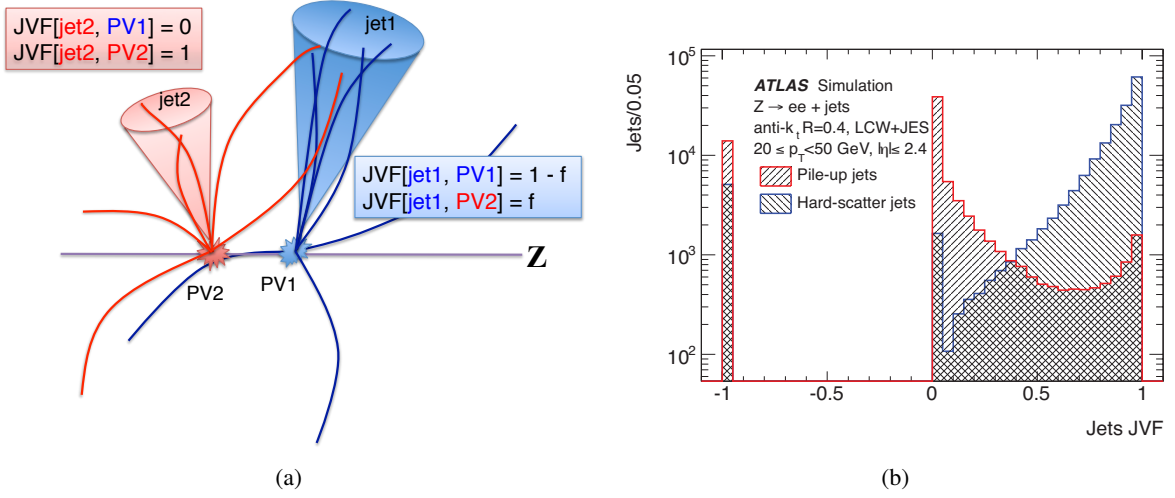 JVF[jet2, PV1] = 0
JVF[jet2, PV2] = 1
jet1
jet2
JVF[jet1, PV1] = 1 - f
JVF[jet1, PV2] = f
Z
PV2
PV1
(a)
Jets/0.05
10^5
10^4
10^3
10^2
ATLAS Simulation
Z → ee + jets
anti-k_t R=0.4, LCW+JES
20 ≤ p_T<50 GeV, |η|≤ 2.4
Pile-up jets
Hard-scatter jets
-1 -0.5 0 0.5 1
Jets JVF
(b)